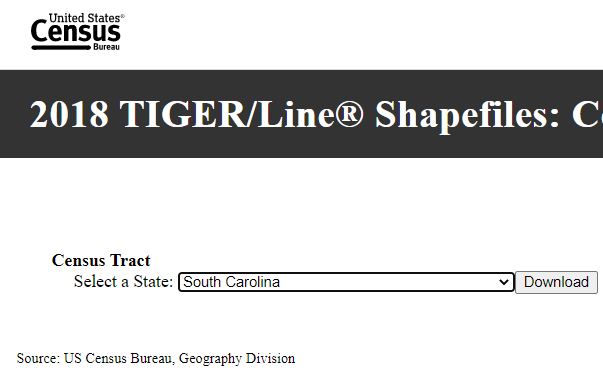 United States®
Census
Bureau
2018 TIGER/Line® Shapefiles: C
Census Tract
Select a State: South Carolina Download
Source: US Census Bureau, Geography Division